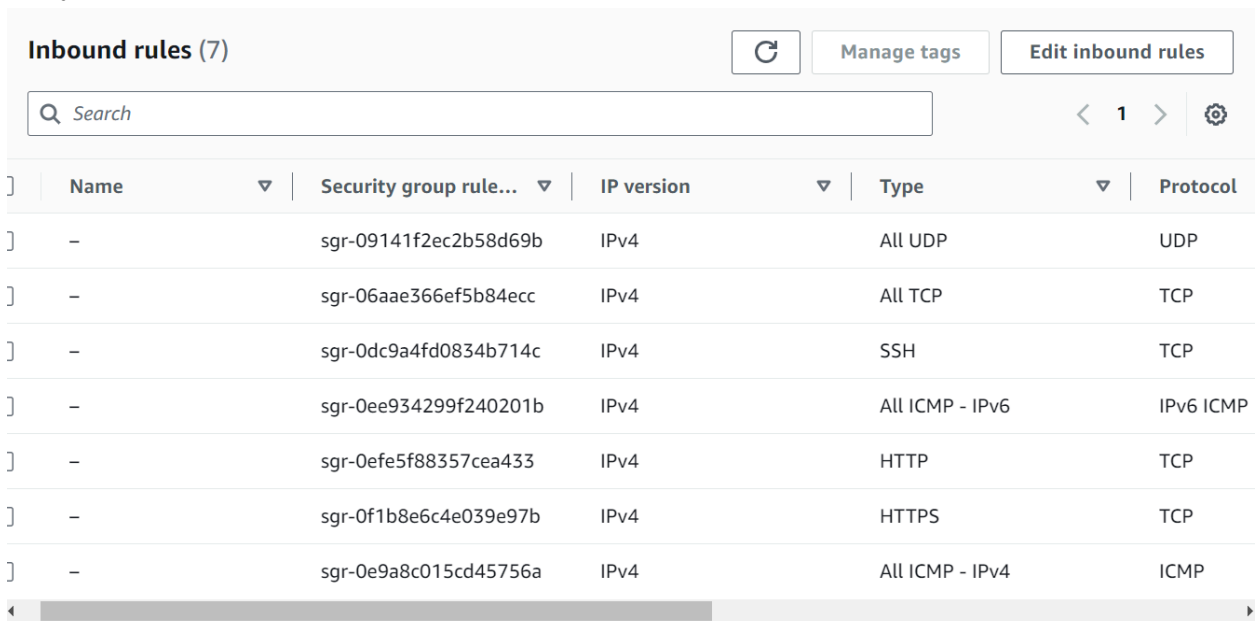 Inbound rules (7)
Manage tags
Edit inbound rules
Search
1
Name Security group rule... IP version Type Protocol
– sgr-09141f2ec2b58d69b IPv4 All UDP UDP
– sgr-06aae366ef5b84ecc IPv4 All TCP TCP
– sgr-0dc9a4fd0834b714c IPv4 SSH TCP
– sgr-0ee934299f240201b IPv4 All ICMP - IPv6 IPv6 ICMP
– sgr-0efe5f88357cea433 IPv4 HTTP TCP
– sgr-0f1b8e6c4e039e97b IPv4 HTTPS TCP
– sgr-0e9a8c015cd45756a IPv4 All ICMP - IPv4 ICMP